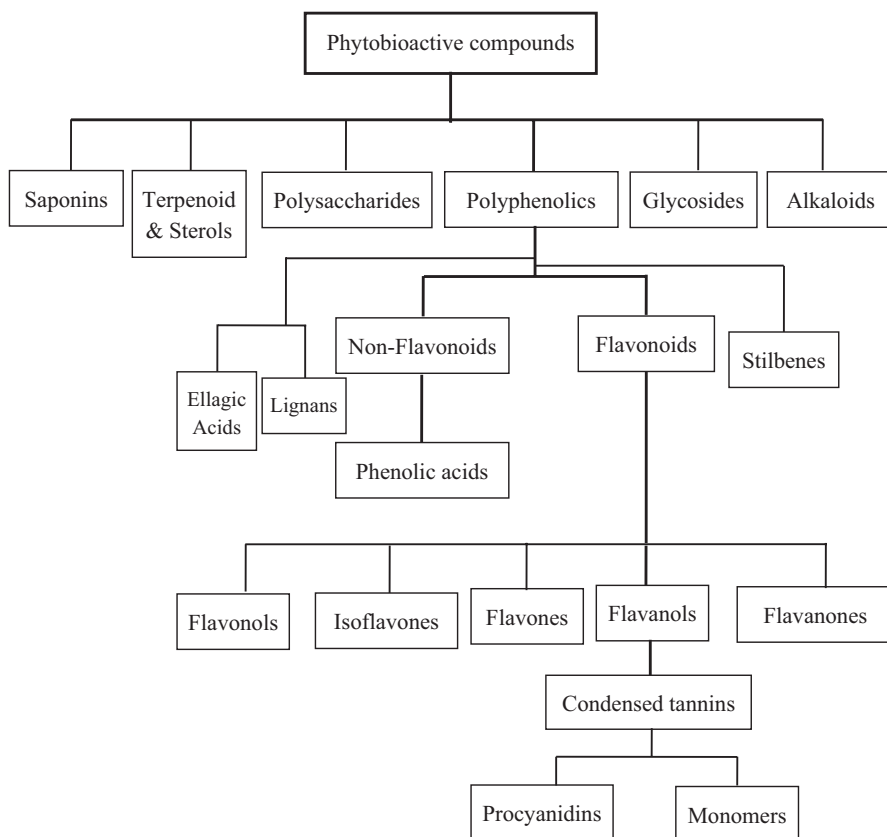 Phytobioactive compounds
Saponins
Terpenoid
& Sterols
Polysaccharides
Polyphenolics
Glycosides
Alkaloids
Non-Flavonoids
Flavonoids
Stilbenes
Ellagic
Acids
Lignans
Phenolic acids
Flavonols
Isoflavones
Flavones
Flavanols
Flavanones
Condensed tannins
Procyanidins
Monomers